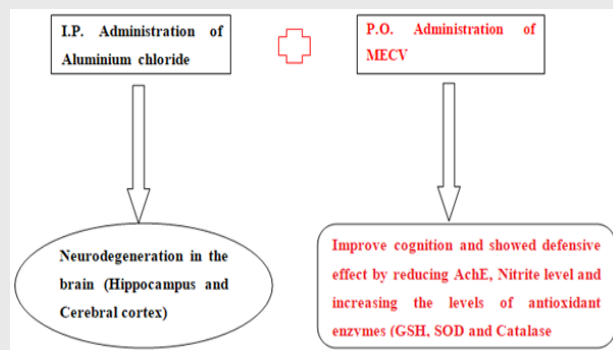 I.P. Administration of
Aluminium chloride
P.O. Administration of
MECV
Neurodegeneration in the
brain (Hippocampus and
Cerebral cortex)
Improve cognition and showed defensive
effect by reducing AchE, Nitrite level and
increasing the levels of antioxidant
enzymes (GSH, SOD and Catalase